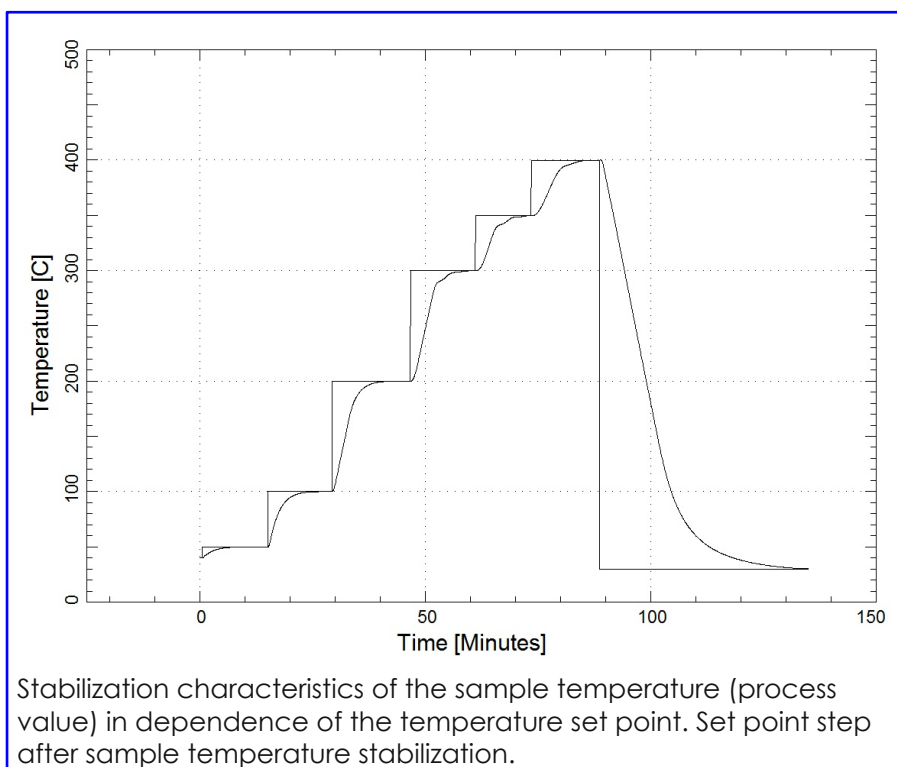 500
400
300
200
100
0
Temperature [C]
0 50 100 150
Time [Minutes]
Stabilization characteristics of the sample temperature (process
value) in dependence of the temperature set point. Set point step
after sample temperature stabilization.